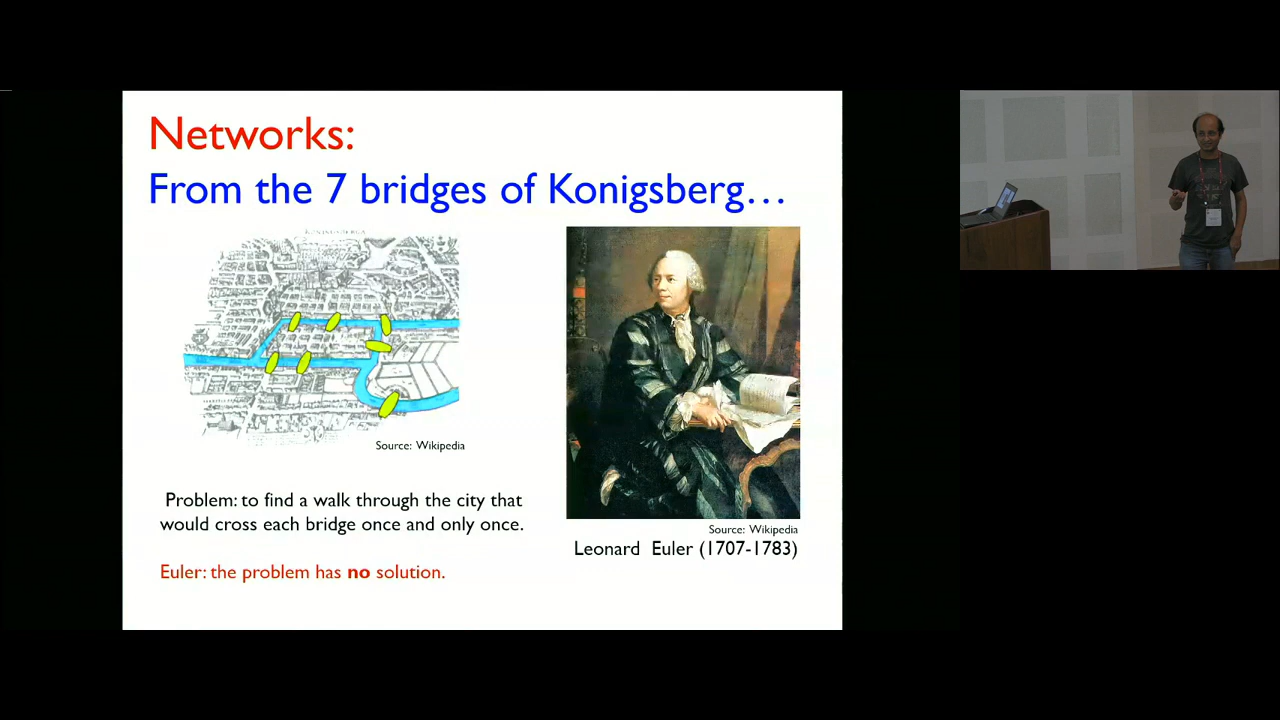 Networks:
From the 7 bridges of Konigsberg…
KONINGSBERGA
Source: Wikipedia
Problem: to find a walk through the city that
would cross each bridge once and only once.
Euler: the problem has no solution.
Source: Wikipedia
Leonard Euler (1707-1783)